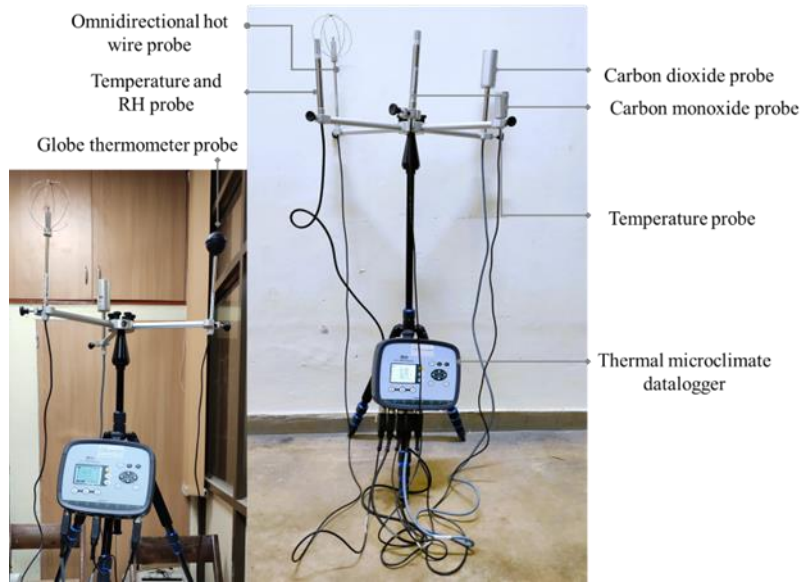 Omnidirectional hot
wire probe
Temperature and
RH probe
Globe thermometer probe
Carbon dioxide probe
Carbon monoxide probe
Temperature probe
Thermal microclimate
datalogger